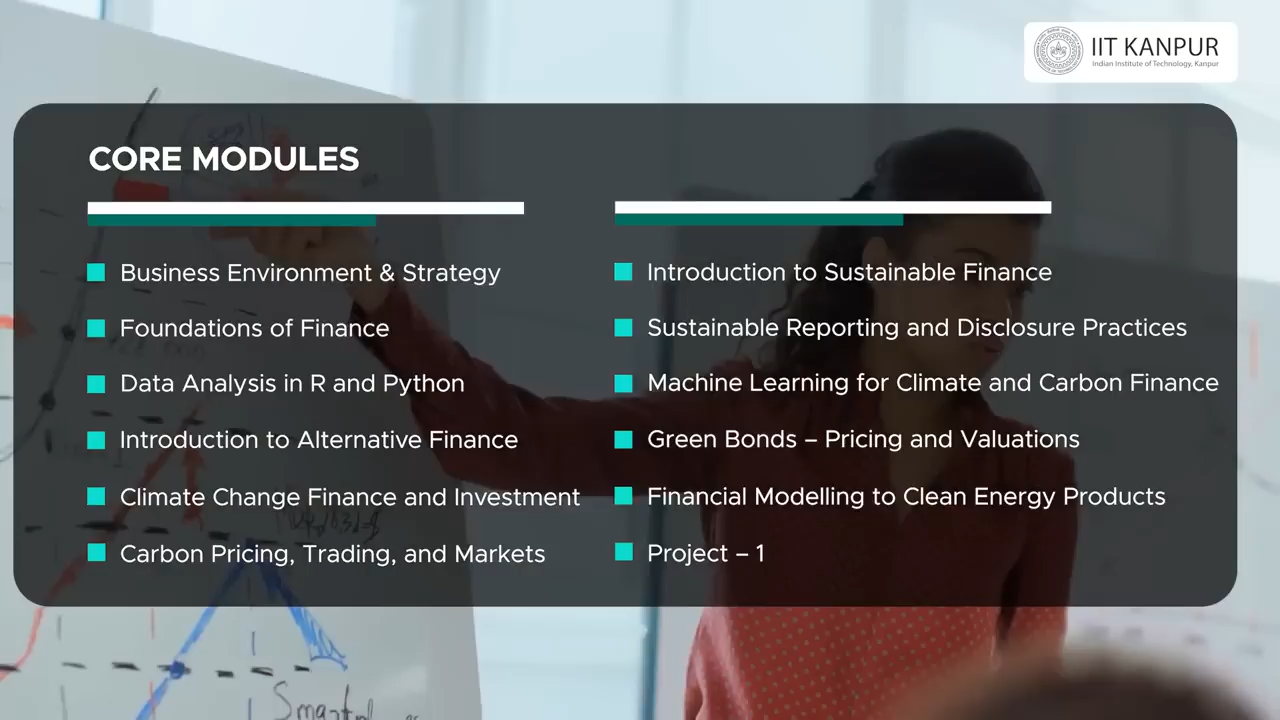 IIT KANPUR
Indian Institute of Technology, Kanpur
CORE MODULES
Business Environment & Strategy
Foundations of Finance
Data Analysis in R and Python
Introduction to Alternative Finance
Climate Change Finance and Investment
Carbon Pricing, Trading, and Markets
Introduction to Sustainable Finance
Sustainable Reporting and Disclosure Practices
Machine Learning for Climate and Carbon Finance
Green Bonds – Pricing and Valuations
Financial Modelling to Clean Energy Products
Project – 1